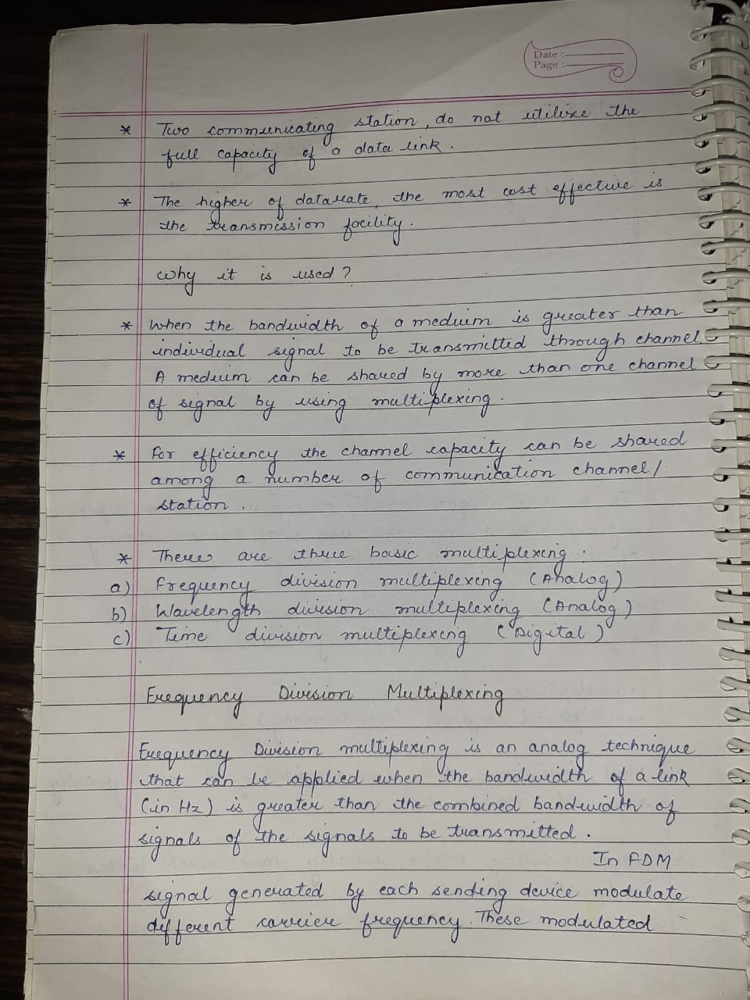 Date :
Page :
* Two communicating station, do not utilize the
full capacity of a data link.
* The higher of datarate, the most cost effective is
the transmission facility.
Why it is used?
* When the bandwidth of a meduim is greater than
individual signal to be transmitted through channel.
A meduim can be shared by more than one channel
of signal by using multiplexing.
* For efficiency the channel capacity can be shared
among a number of communication channel/
station.
* There are three basic multiplexing :
a) Frequency division multiplexing (Analog)
b) Wavelength division multiplexing (Analog)
c) Time division multiplexing (Digital)
Frequency Division Multiplexing
Frequency Division multiplexing is an analog technique
that can be applied when the bandwidth of a link
(in Hz) is greater than the combined bandwidth of
signals of the signals to be transmitted.
In FDM
signal generated by each sending device modulate
different carrier frequency. These modulated